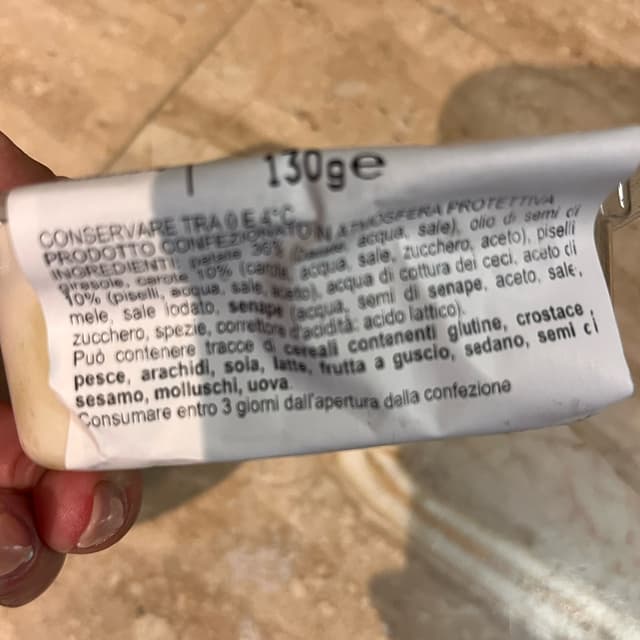 130g℮
CONSERVARE TRA 0 E 4°C
PRODOTTO CONFEZIONATO IN ATMOSFERA PROTETTIVA
INGREDIENTI: patate 36% (patate, acqua, sale), olio di semi di
girasole, carote 10% (carote, acqua, sale, zucchero, aceto), piselli
10% (piselli, acqua, sale, aceto), acqua di cottura dei ceci, aceto di
mele, sale iodato, senape (acqua, semi di senape, aceto, sale,
zucchero, spezie, correttore d'acidità: acido lattico).
Può contenere tracce di cereali contenenti glutine, crostacei,
pesce, arachidi, soia, latte, frutta a guscio, sedano, semi di
sesamo, molluschi, uova.
Consumare entro 3 giorni dall'apertura della confezione